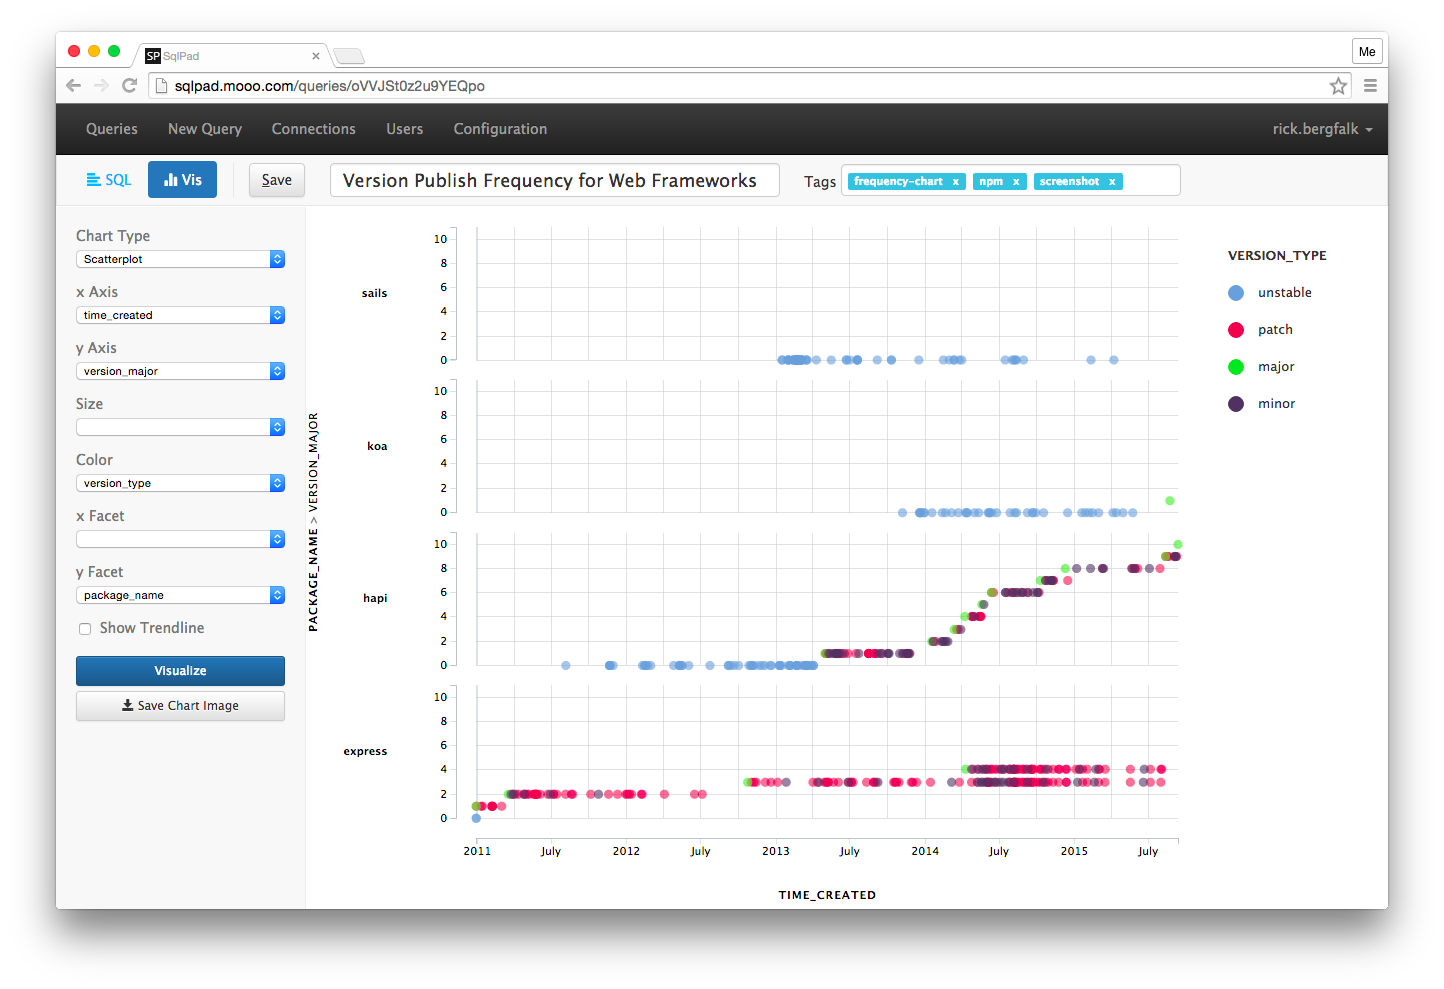 SP SqlPad x
Me
sqlpad.mooo.com/queries/oVVJSt0z2u9YEQpo
Queries New Query Connections Users Configuration rick.bergfalk
SQL Vis Save Version Publish Frequency for Web Frameworks Tags frequency-chart x npm x screenshot x
Chart Type
Scatterplot
x Axis
time_created
y Axis
version_major
Size
Color
version_type
x Facet
y Facet
package_name
Show Trendline
Visualize
Save Chart Image
PACKAGE_NAME > VERSION_MAJOR
sails
10
8
6
4
2
0
koa
10
8
6
4
2
0
hapi
10
8
6
4
2
0
express
10
8
6
4
2
0
2011 July 2012 July 2013 July 2014 July 2015 July
TIME_CREATED
VERSION_TYPE
unstable
patch
major
minor